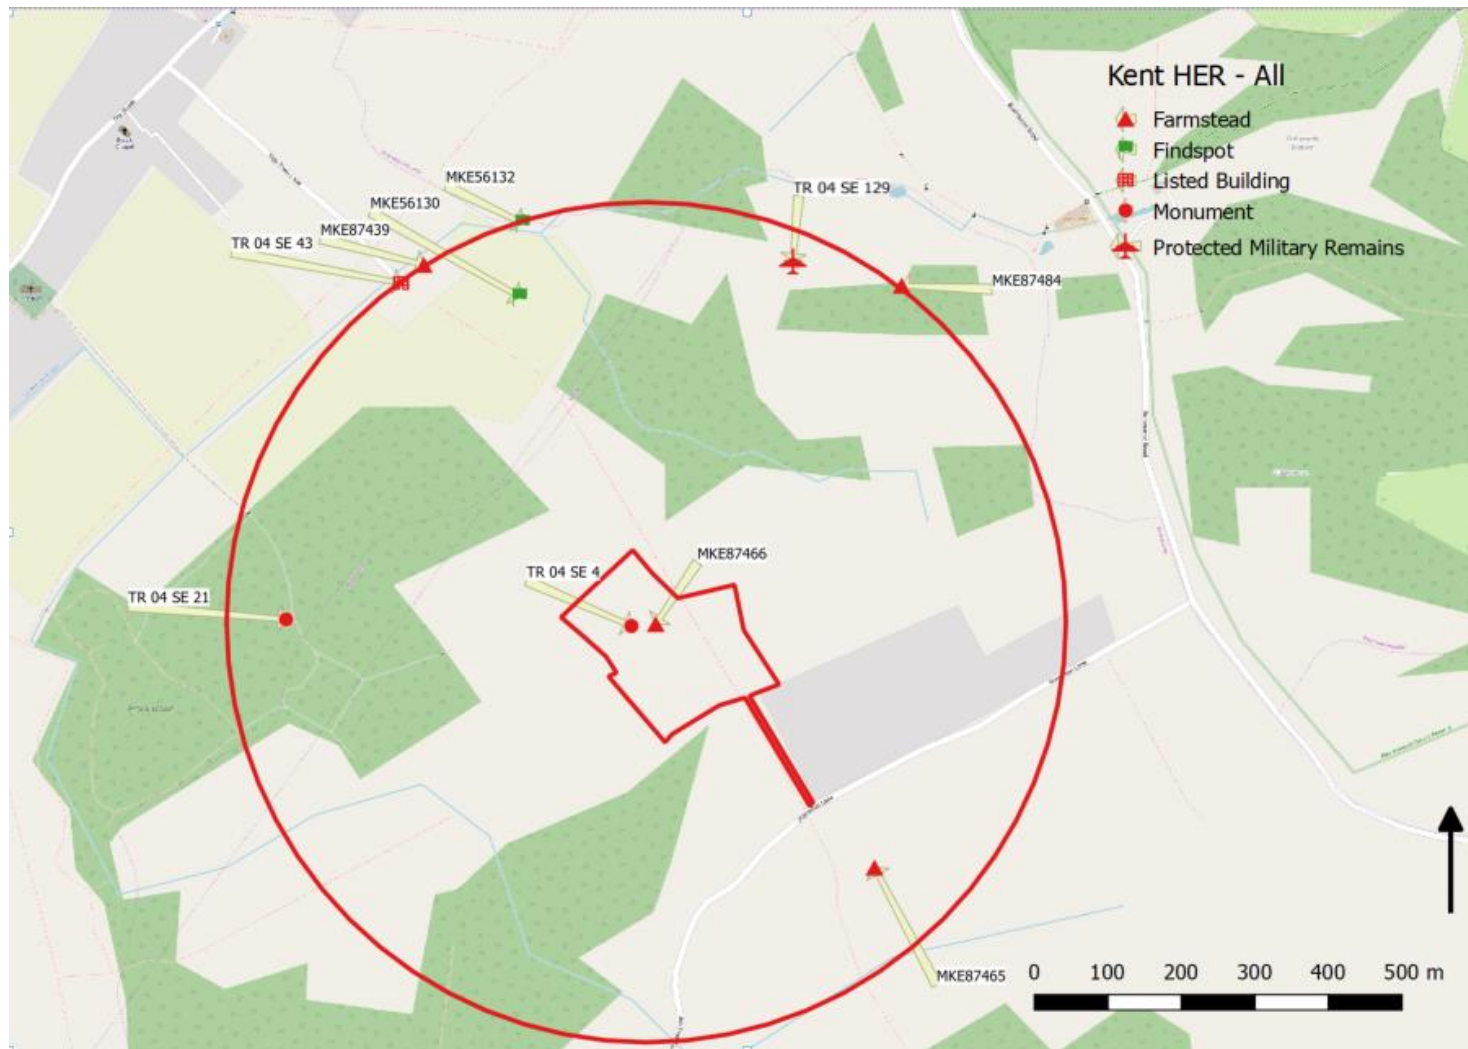 Kent HER - All
Farmstead
Findspot
Listed Building
Monument
Protected Military Remains
MKE56132
MKE56130
MKE87439
TR 04 SE 43
TR 04 SE 129
MKE87484
MKE87466
TR 04 SE 4
TR 04 SE 21
MKE87465
0 100 200 300 400 500 m